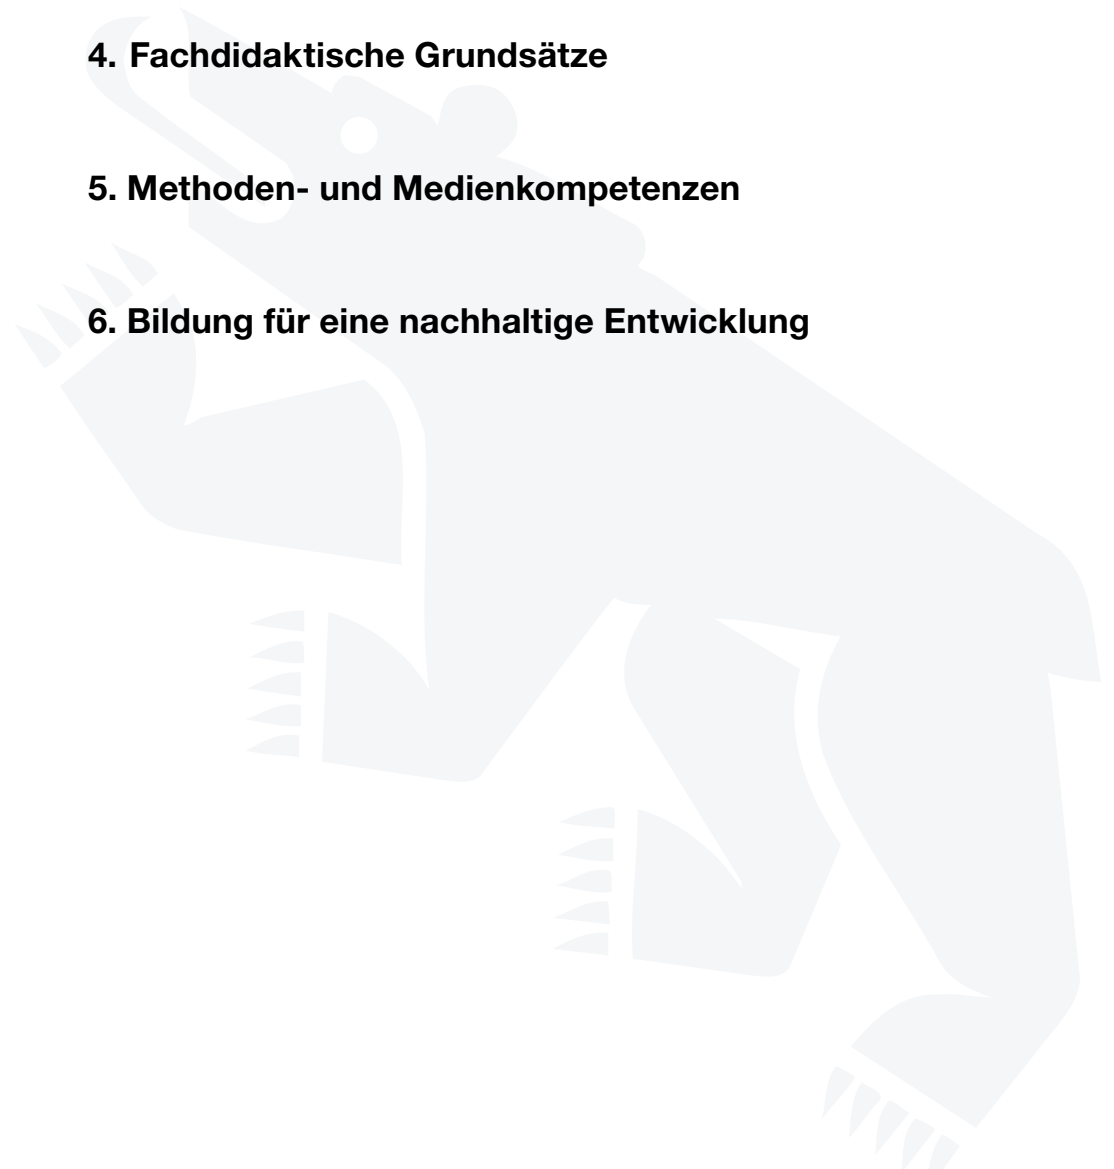 4. Fachdidaktische Grundsätze
5. Methoden- und Medienkompetenzen
6. Bildung für eine nachhaltige Entwicklung